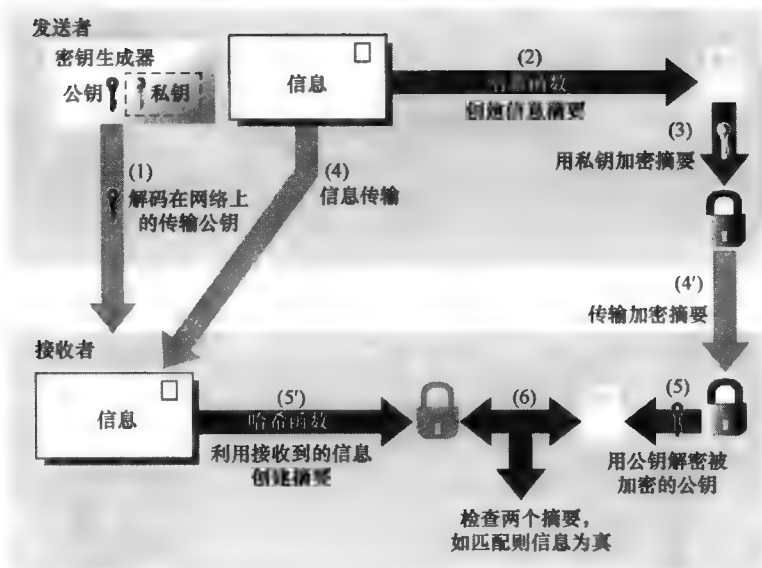 发送者
密钥生成器
公钥
私钥
信息
(2)
哈希函数
创建信息摘要
(3)
用私钥加密摘要
(1)
解码在网络上
的传输公钥
(4)
信息传输
(4′)
传输加密摘要
接收者
信息
(5′)
哈希函数
利用接收到的信息
创建摘要
(6)
(5)
用公钥解密被
加密的公钥
检查两个摘要，
如匹配则信息为真